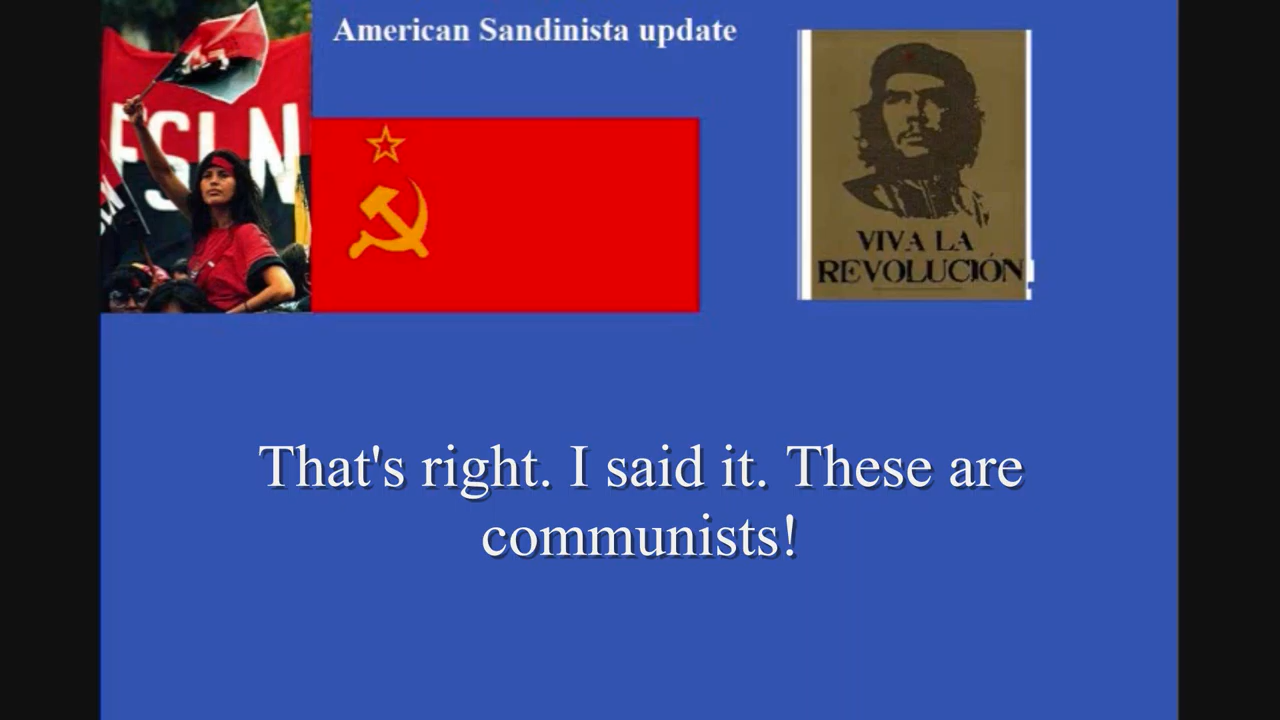 American Sandinista update
FSLN
VIVA LA
REVOLUCIÓN
That's right. I said it. These are
communists!